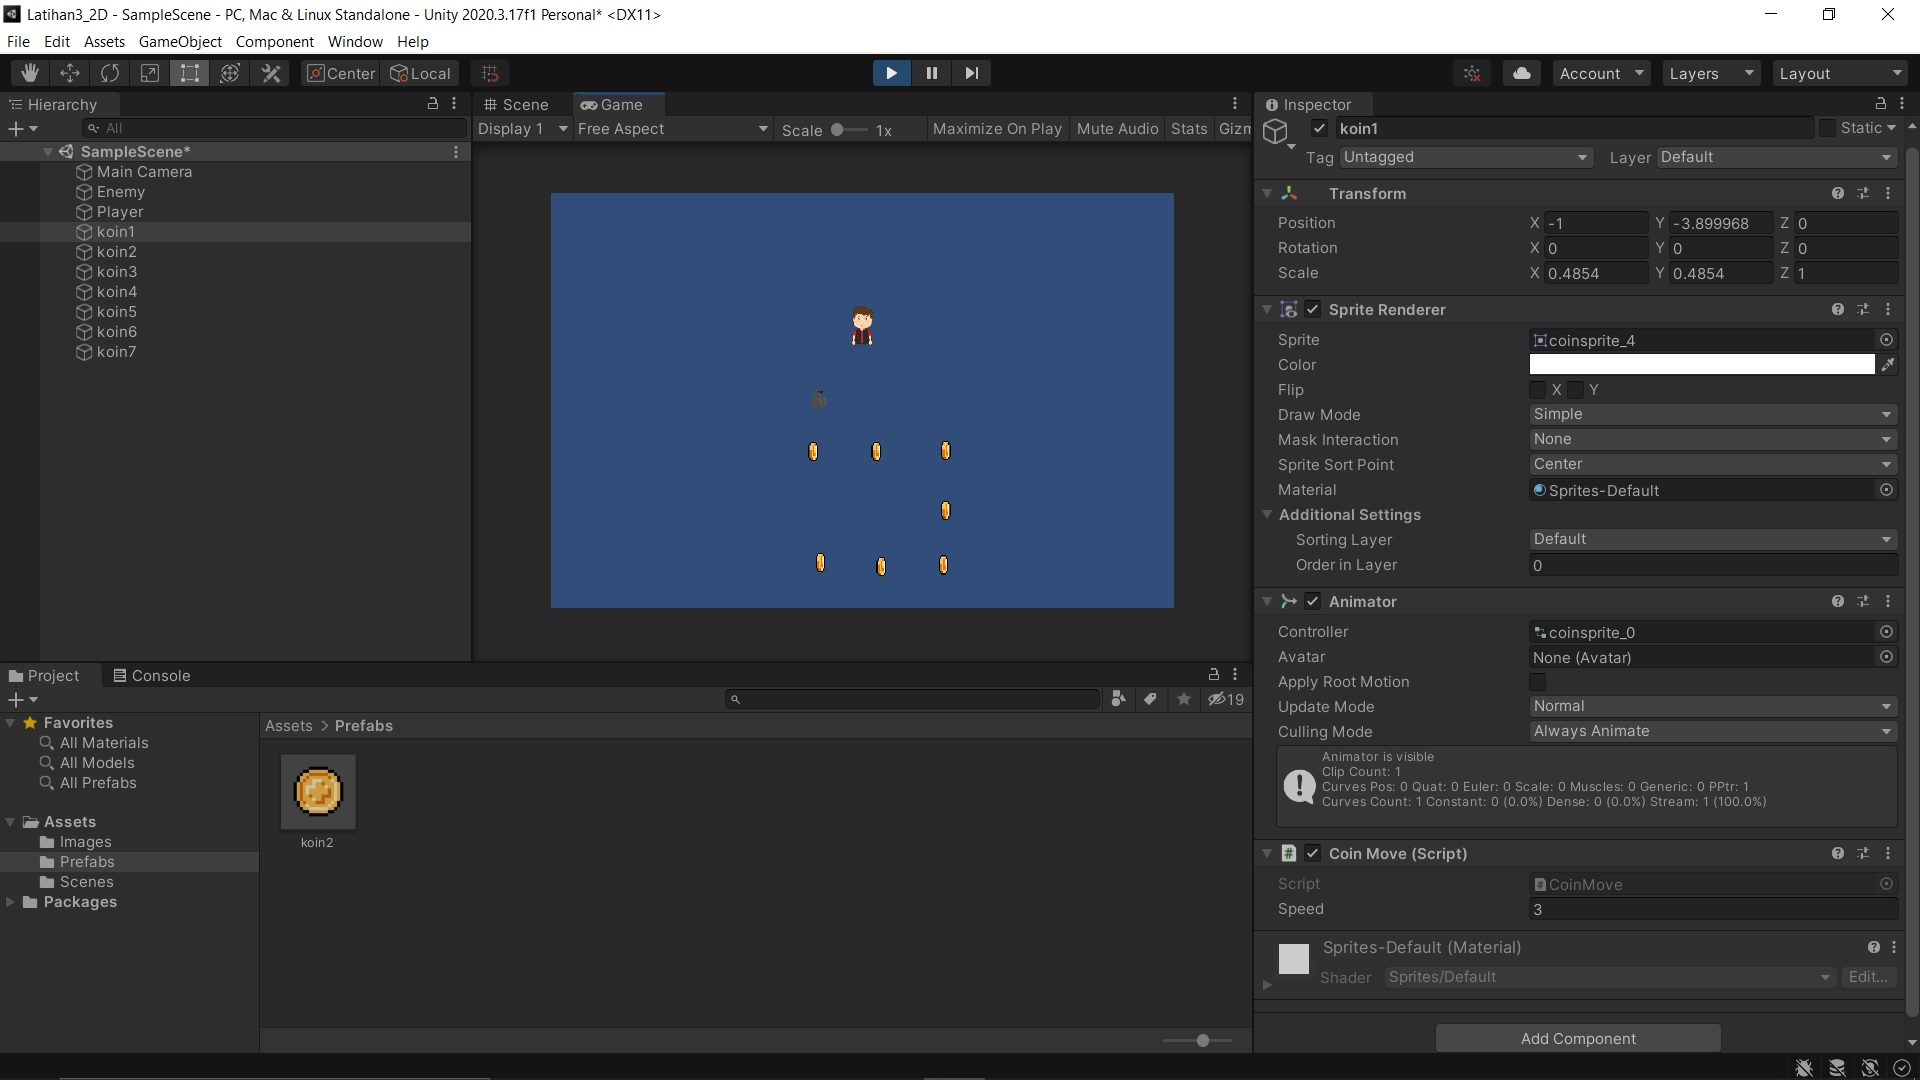 Latihan3_2D - SampleScene - PC, Mac & Linux Standalone - Unity 2020.3.17f1 Personal* <DX11>
File Edit Assets GameObject Component Window Help
Center Local Account Layers Layout
Hierarchy
All
SampleScene*
Main Camera
Enemy
Player
koin1
koin2
koin3
koin4
koin5
koin6
koin7
Scene Game
Display 1 Free Aspect Scale 1x Maximize On Play Mute Audio Stats Gizm
Inspector
koin1 Static
Tag Untagged Layer Default
Transform
Position X -1 Y -3.899968 Z 0
Rotation X 0 Y 0 Z 0
Scale X 0.4854 Y 0.4854 Z 1
Sprite Renderer
Sprite coinsprite_4
Color
Flip X Y
Draw Mode Simple
Mask Interaction None
Sprite Sort Point Center
Material Sprites-Default
Additional Settings
Sorting Layer Default
Order in Layer 0
Animator
Controller coinsprite_0
Avatar None (Avatar)
Apply Root Motion
Update Mode Normal
Culling Mode Always Animate
Animator is visible
Clip Count: 1
Curves Pos: 0 Quat: 0 Euler: 0 Scale: 0 Muscles: 0 Generic: 0 PPtr: 1
Curves Count: 1 Constant: 0 (0.0%) Dense: 0 (0.0%) Stream: 1 (100.0%)
Coin Move (Script)
Script CoinMove
Speed 3
Sprites-Default (Material)
Shader Sprites/Default Edit...
Add Component
Project Console
19
Favorites
All Materials
All Models
All Prefabs
Assets
Images
Prefabs
Scenes
Packages
Assets > Prefabs
koin2